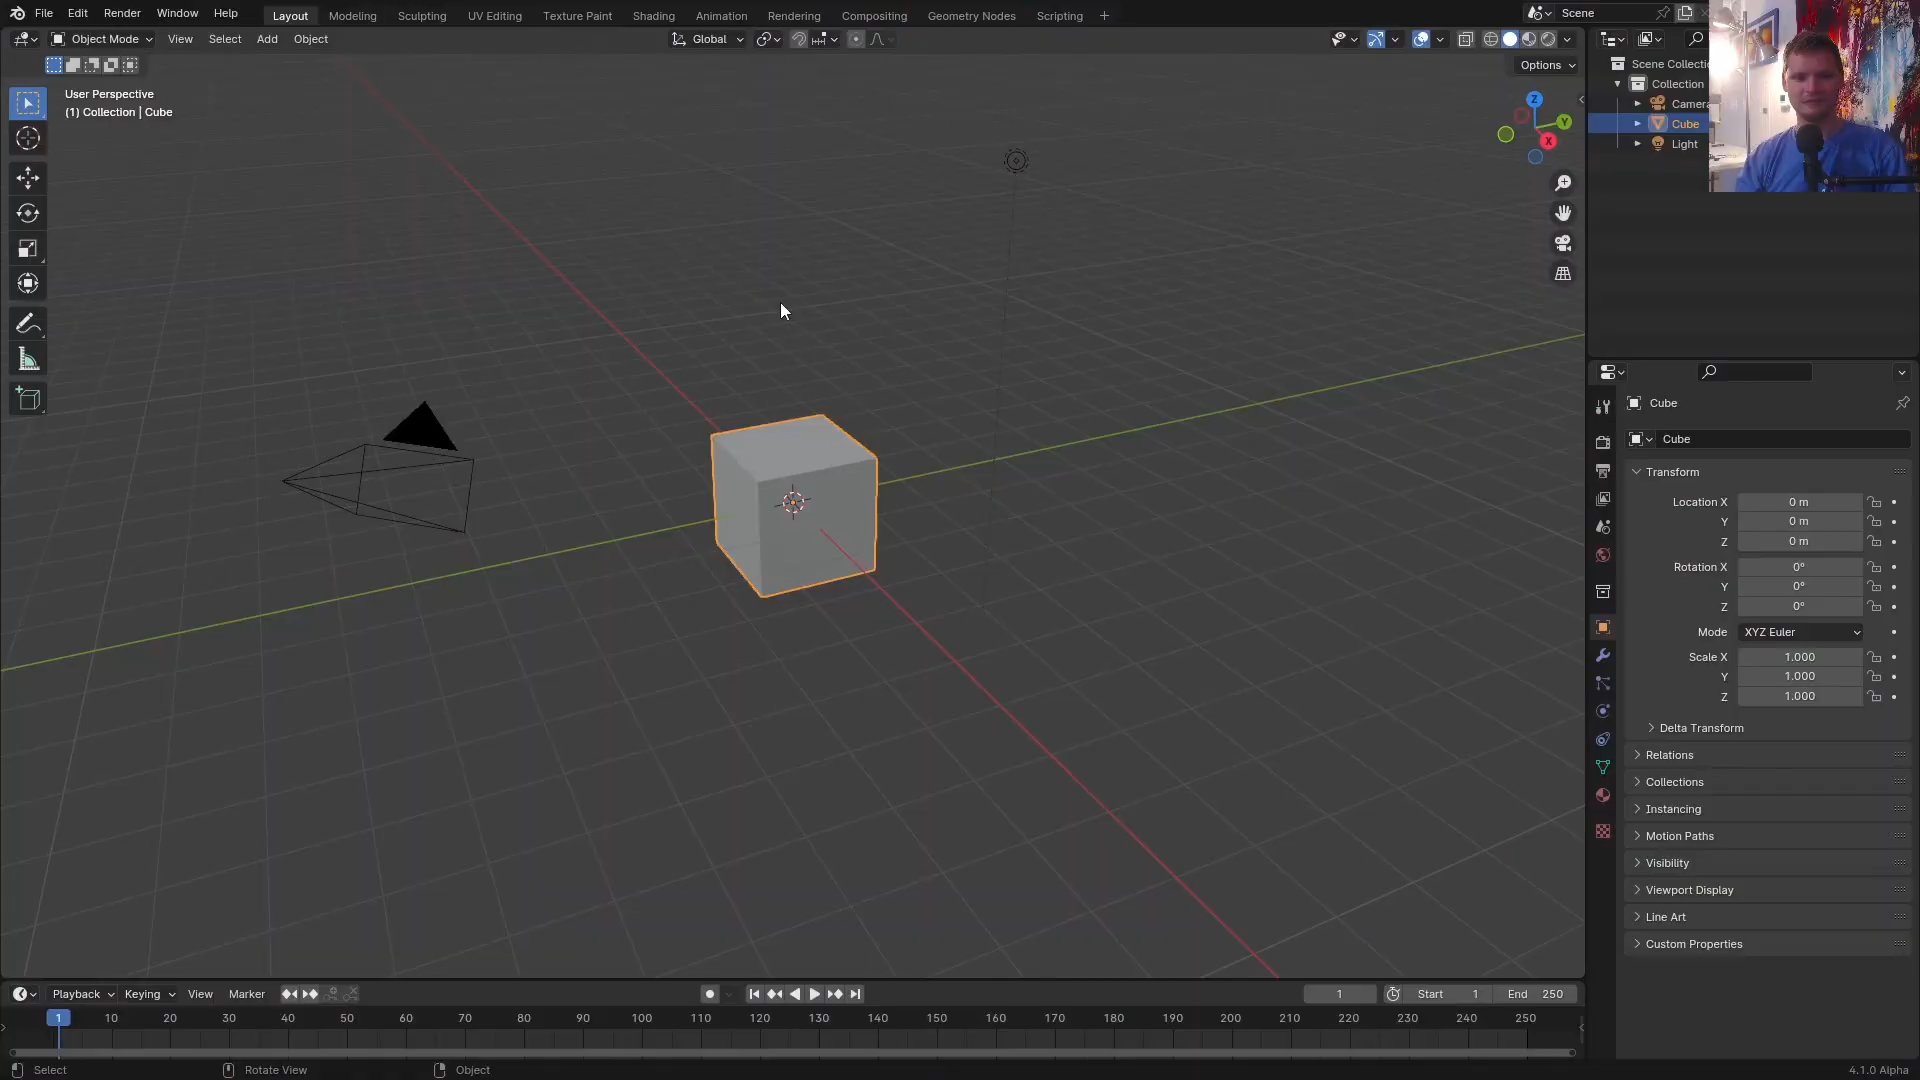 File Edit Render Window Help
Layout Modeling Sculpting UV Editing Texture Paint Shading Animation Rendering Compositing Geometry Nodes Scripting +
Scene
Object Mode View Select Add Object
Global
Options
User Perspective
(1) Collection | Cube
Z
Y
X
Scene Collecti
Collection
Camera
Cube
Light
Cube
Cube
Transform
Location X 0 m
Y 0 m
Z 0 m
Rotation X 0°
Y 0°
Z 0°
Mode XYZ Euler
Scale X 1.000
Y 1.000
Z 1.000
Delta Transform
Relations
Collections
Instancing
Motion Paths
Visibility
Viewport Display
Line Art
Custom Properties
Playback Keying View Marker
1 Start 1 End 250
1 10 20 30 40 50 60 70 80 90 100 110 120 130 140 150 160 170 180 190 200 210 220 230 240 250
Select Rotate View Object 4.1.0 Alpha